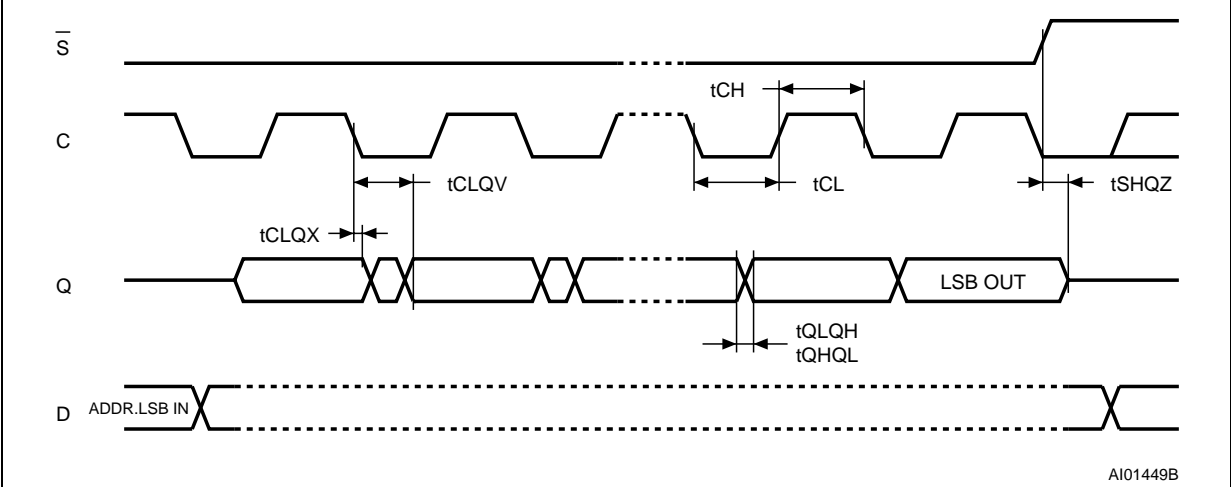 S̅
tCH
C
tCLQV
tCL
tSHQZ
tCLQX
Q
LSB OUT
tQLQH
tQHQL
D
ADDR.LSB IN
AI01449B